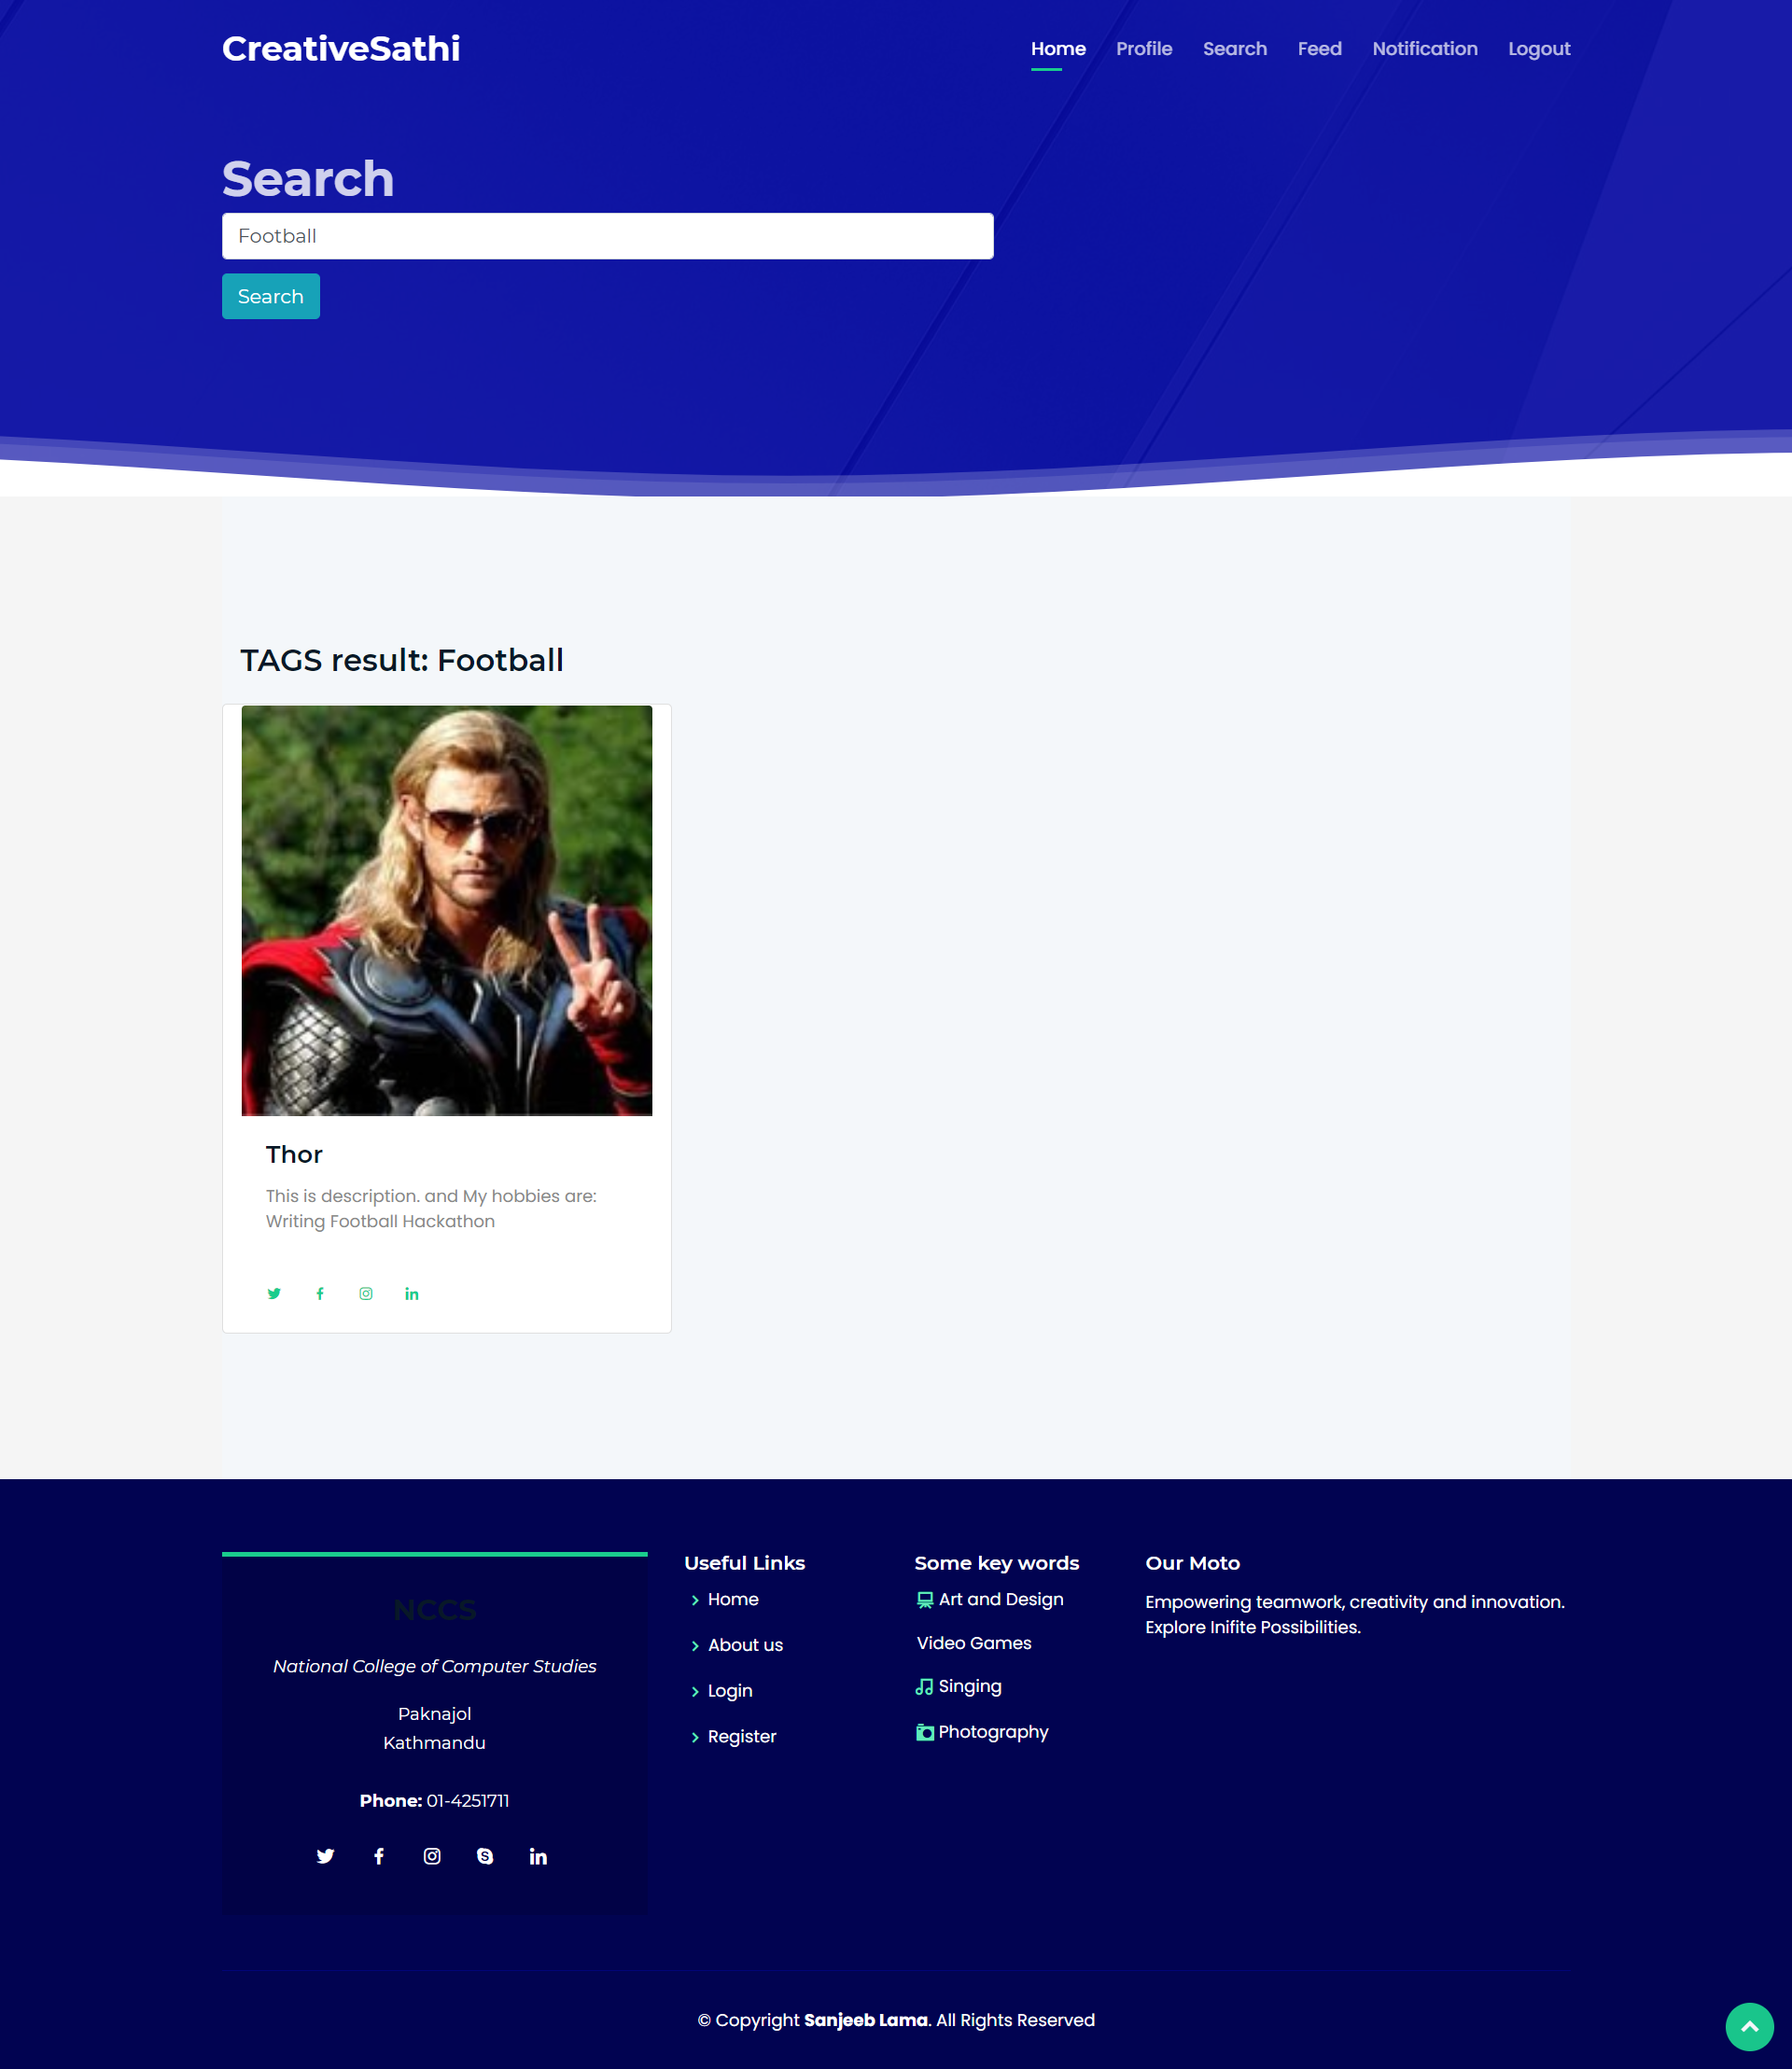 CreativeSathi
Home Profile Search Feed Notification Logout
Search
Football
Search
TAGS result: Football
Thor
This is description. and My hobbies are:
Writing Football Hackathon
NCCS
National College of Computer Studies
Paknajol
Kathmandu
Phone: 01-4251711
Useful Links
Home
About us
Login
Register
Some key words
Art and Design
Video Games
Singing
Photography
Our Moto
Empowering teamwork, creativity and innovation.
Explore Inifite Possibilities.
© Copyright Sanjeeb Lama. All Rights Reserved